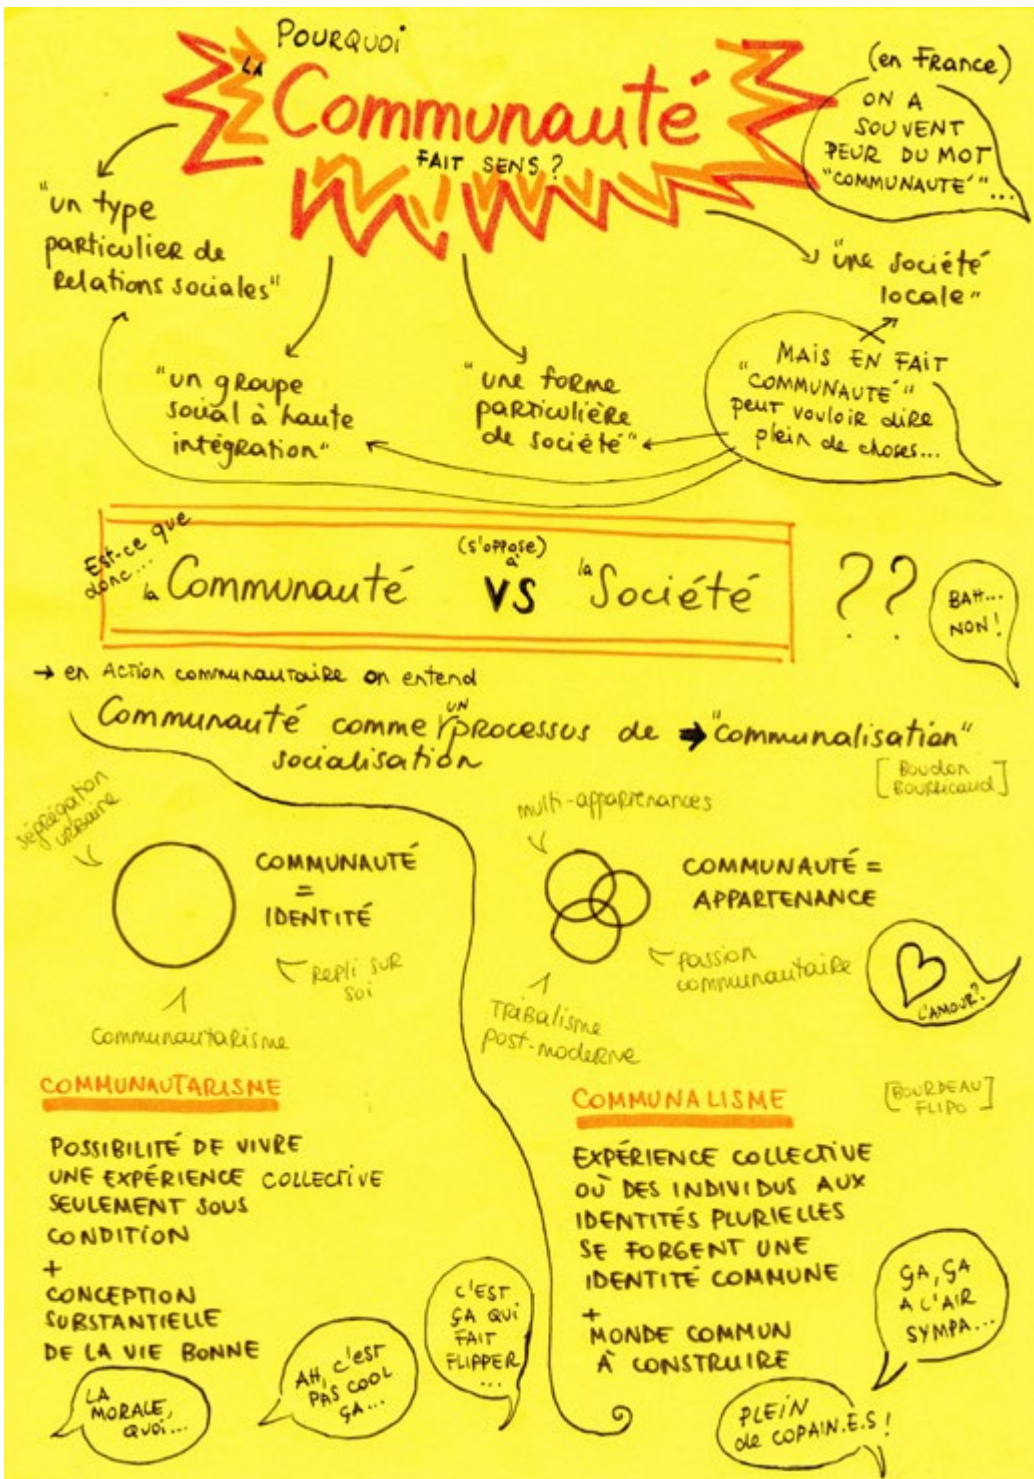 POURQUOI
LA
Communauté
FAIT SENS ?
(en FRance)
ON A
SOUVENT
PEUR DU MOT
"COMMUNAUTÉ"...
"un type
particulier de
Relations sociales"
"une société
locale"
"un groupe
social à haute
intégration"
"une forme
particulière
de société"
MAIS EN FAIT
"COMMUNAUTÉ"
peut vouloir dire
plein de choses...
Est-ce que
donc...
la Communauté
(s'oppose)
à
VS
la Société
??
BAH...
NON !
→ en Action communautaire on entend
Communauté comme UN processus de → "Communalisation"
socialisation
[Boudon
Bourricaud]
ségrégation
urbaine
COMMUNAUTÉ
=
IDENTITÉ
Repli sur
soi
Communautarisme
multi-appartenances
COMMUNAUTÉ =
APPARTENANCE
passion
communautaire
L'AMOUR?
TRibalisme
post-moderne
COMMUNAUTARISME
POSSIBILITÉ DE VIVRE
UNE EXPÉRIENCE COLLECTIVE
SEULEMENT SOUS
CONDITION
+
CONCEPTION
SUBSTANTIELLE
DE LA VIE BONNE
LA
MORALE,
QUOI...
AH, C'EST
PAS COOL
ÇA...
C'EST
ÇA QUI
FAIT
FLIPPER
...
COMMUNALISME
[BOURDEAU
FLIPO]
EXPÉRIENCE COLLECTIVE
OÙ DES INDIVIDUS AUX
IDENTITÉS PLURIELLES
SE FORGENT UNE
IDENTITÉ COMMUNE
+
MONDE COMMUN
À CONSTRUIRE
ÇA, ÇA
A L'AIR
SYMPA...
PLEIN
de COPAIN.E.S !